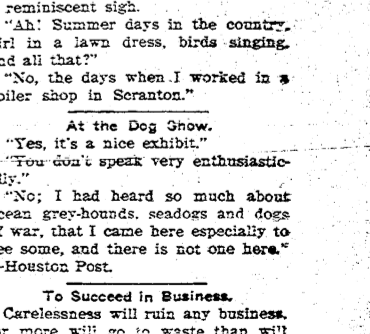 reminiscent sigh.
"Ah! Summer days in the country,
irl in a lawn dress, birds singing,
nd all that?"
"No, the days when I worked in a
oiler shop in Scranton."
At the Dog Show.
"Yes, it's a nice exhibit."
"You don't speak very enthusiastic-
lly."
"No; I had heard so much about
cean grey-hounds, seadogs and dogs
f war, that I came here especially to
ee some, and there is not one here."
-Houston Post.
To Succeed in Business.
Carelessness will ruin any business,
or more will go to waste than will